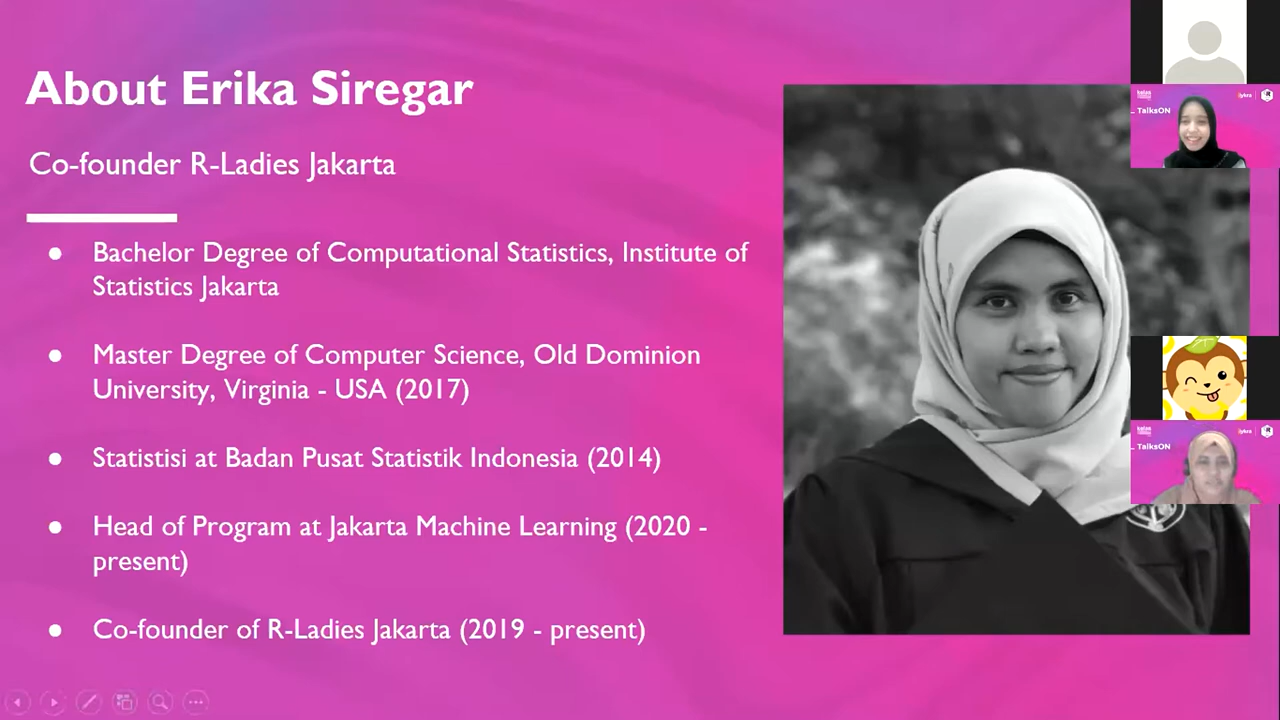 About Erika Siregar
Co-founder R-Ladies Jakarta
● Bachelor Degree of Computational Statistics, Institute of
Statistics Jakarta
● Master Degree of Computer Science, Old Dominion
University, Virginia - USA (2017)
● Statistisi at Badan Pusat Statistik Indonesia (2014)
● Head of Program at Jakarta Machine Learning (2020 -
present)
● Co-founder of R-Ladies Jakarta (2019 - present)
TalksON
TalksON